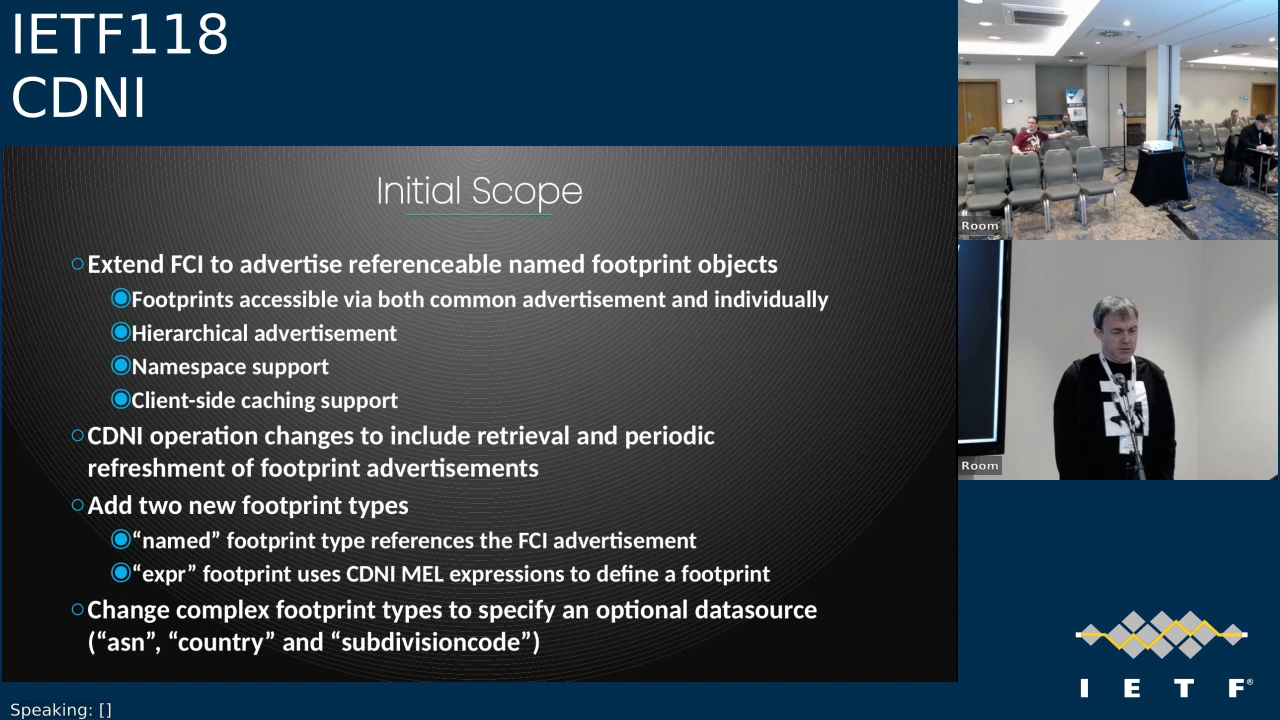 IETF118
CDNI
Initial Scope
Extend FCI to advertise referenceable named footprint objects
Footprints accessible via both common advertisement and individually
Hierarchical advertisement
Namespace support
Client-side caching support
CDNI operation changes to include retrieval and periodic
refreshment of footprint advertisements
Add two new footprint types
“named” footprint type references the FCI advertisement
“expr” footprint uses CDNI MEL expressions to define a footprint
Change complex footprint types to specify an optional datasource
(“asn”, “country” and “subdivisioncode”)
Room
Room
I E T F®
Speaking: []